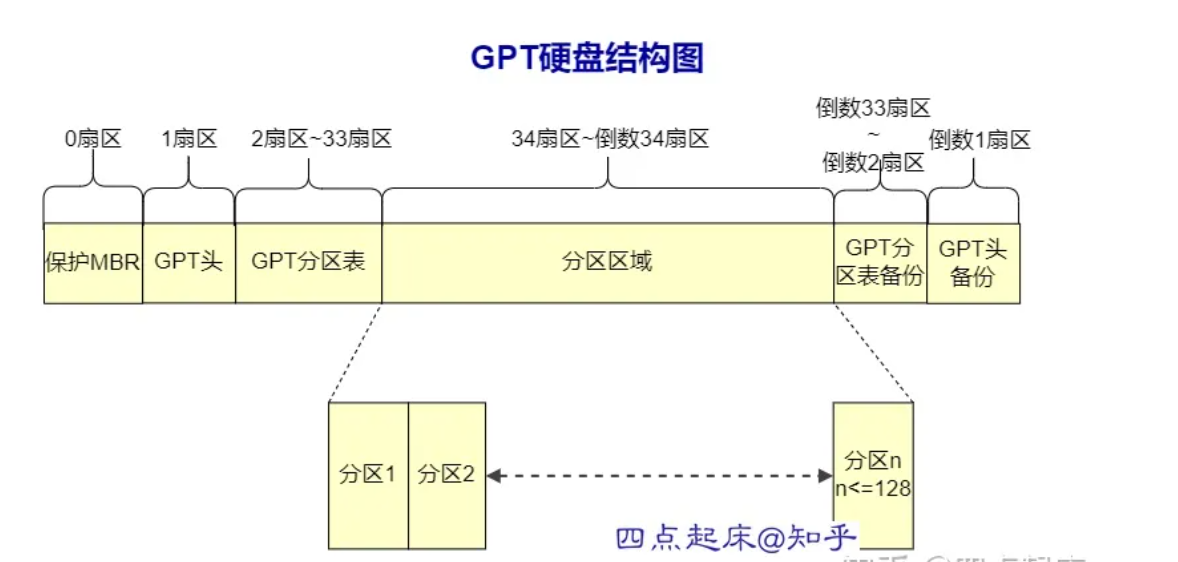 GPT硬盘结构图
0扇区
1扇区
2扇区~33扇区
34扇区~倒数34扇区
倒数33扇区
~
倒数2扇区
倒数1扇区
保护MBR
GPT头
GPT分区表
分区区域
GPT分
区表备份
GPT头
备份
分区1
分区2
分区n
n<=128
四点起床@知乎